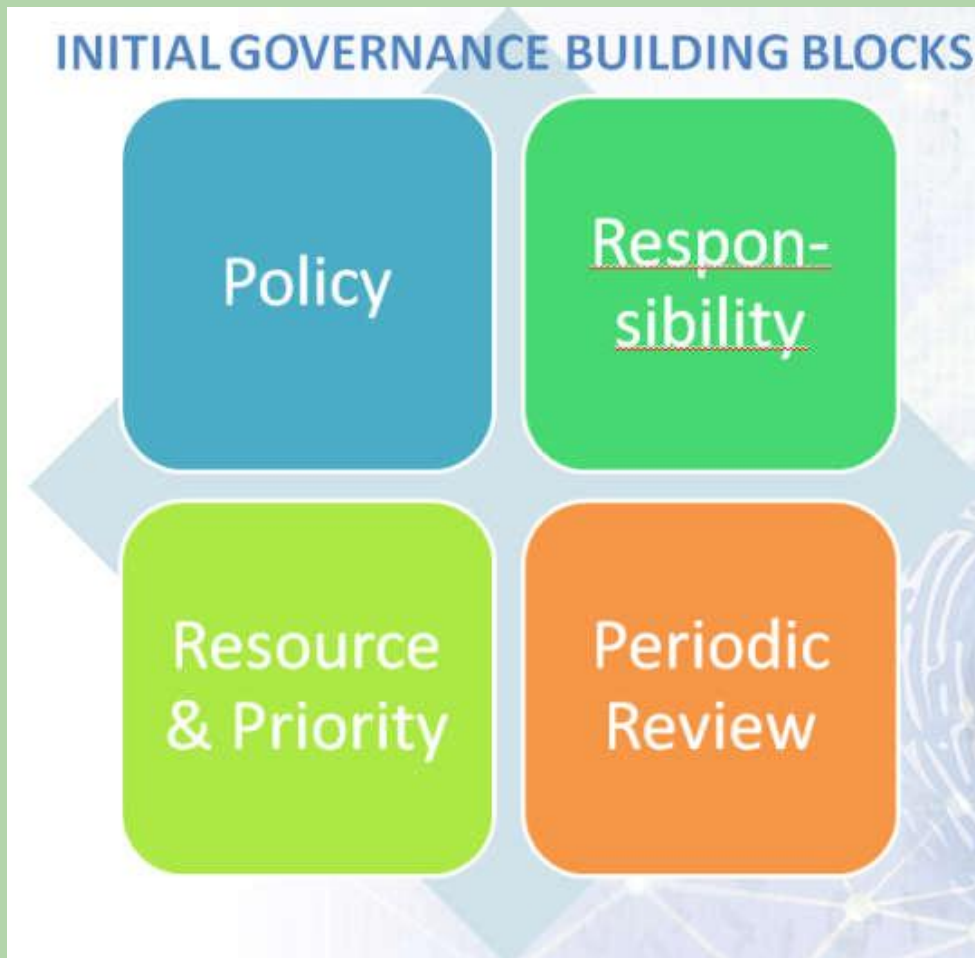 INITIAL GOVERNANCE BUILDING BLOCKS
Policy
Respon-
sibility
Resource
& Priority
Periodic
Review